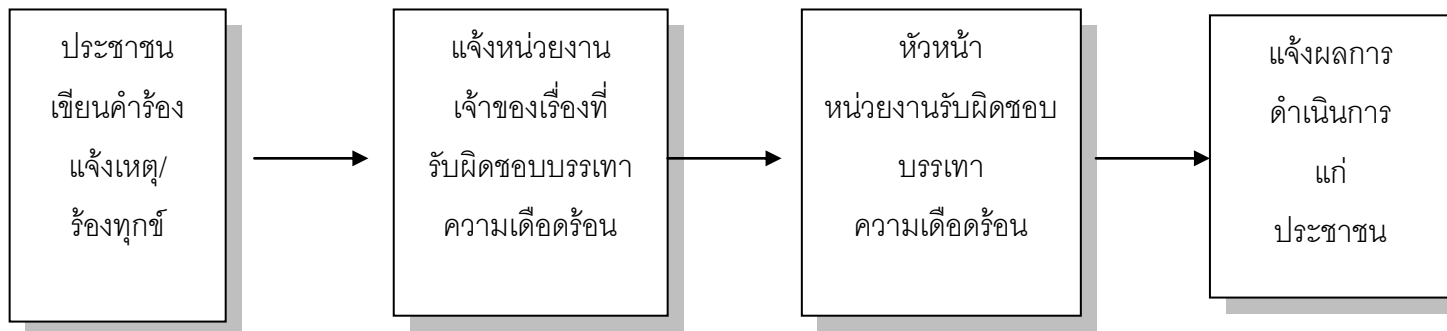 ประชาชน
เขียนคำร้อง
แจ้งเหตุ/
ร้องทุกข์
แจ้งหน่วยงาน
เจ้าของเรื่องที่
รับผิดชอบบรรเทา
ความเดือดร้อน
หัวหน้า
หน่วยงานรับผิดชอบ
บรรเทา
ความเดือดร้อน
แจ้งผลการ
ดำเนินการ
แก่
ประชาชน